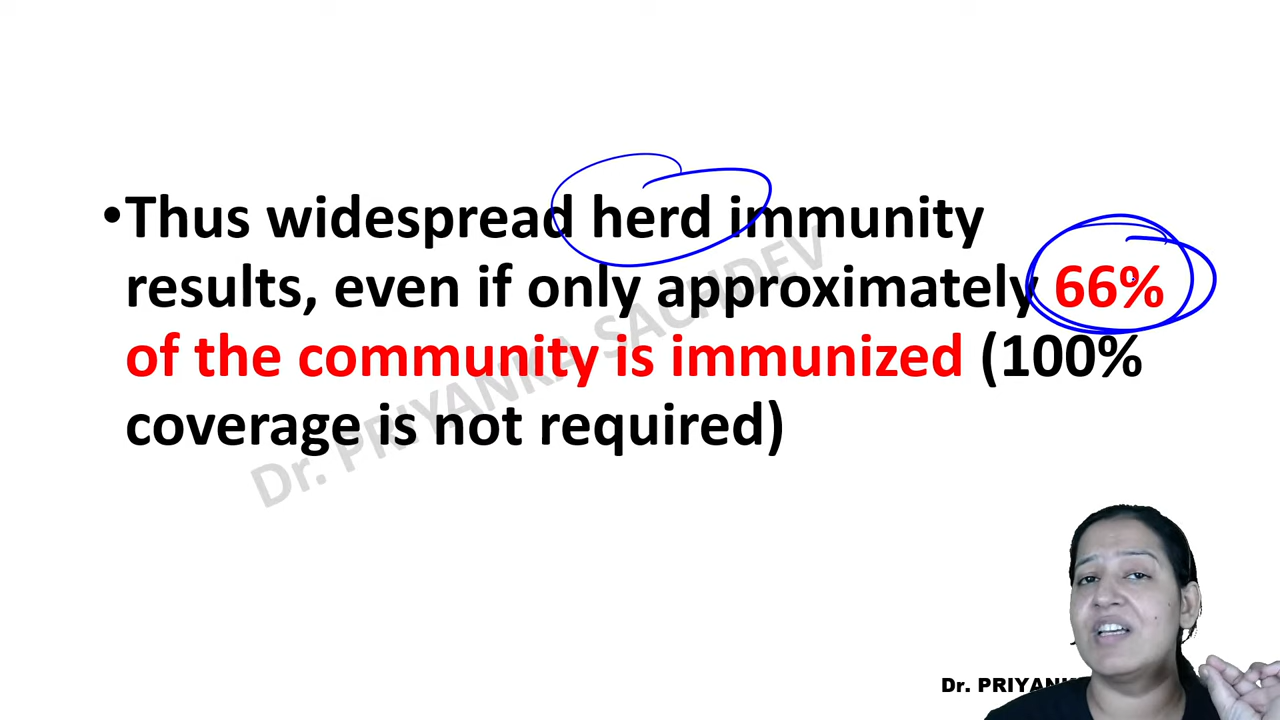 •Thus widespread herd immunity
results, even if only approximately 66%
of the community is immunized (100%
coverage is not required)
Dr. PRIYANKA SACHDEV
Dr.